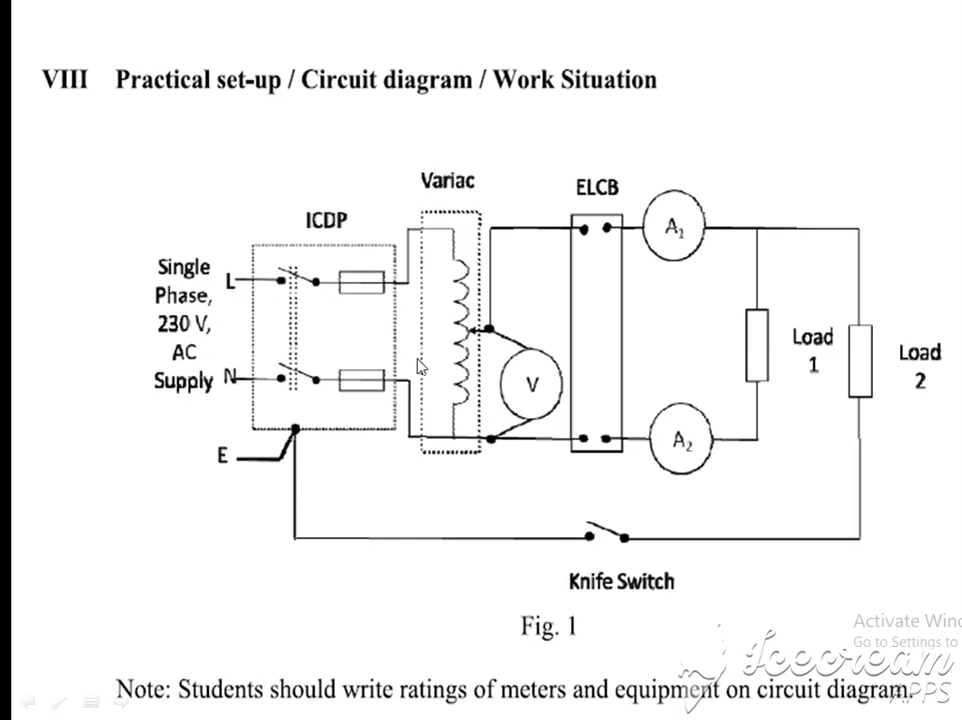 VIII Practical set-up / Circuit diagram / Work Situation
Variac
ELCB
ICDP
A1
Single
Phase,
230 V,
AC
Supply
L
N
E
V
A2
Load
1
Load
2
Knife Switch
Fig. 1
Activate Win
Go to Settings to
Icecream
APPS
Note: Students should write ratings of meters and equipment on circuit diagram.